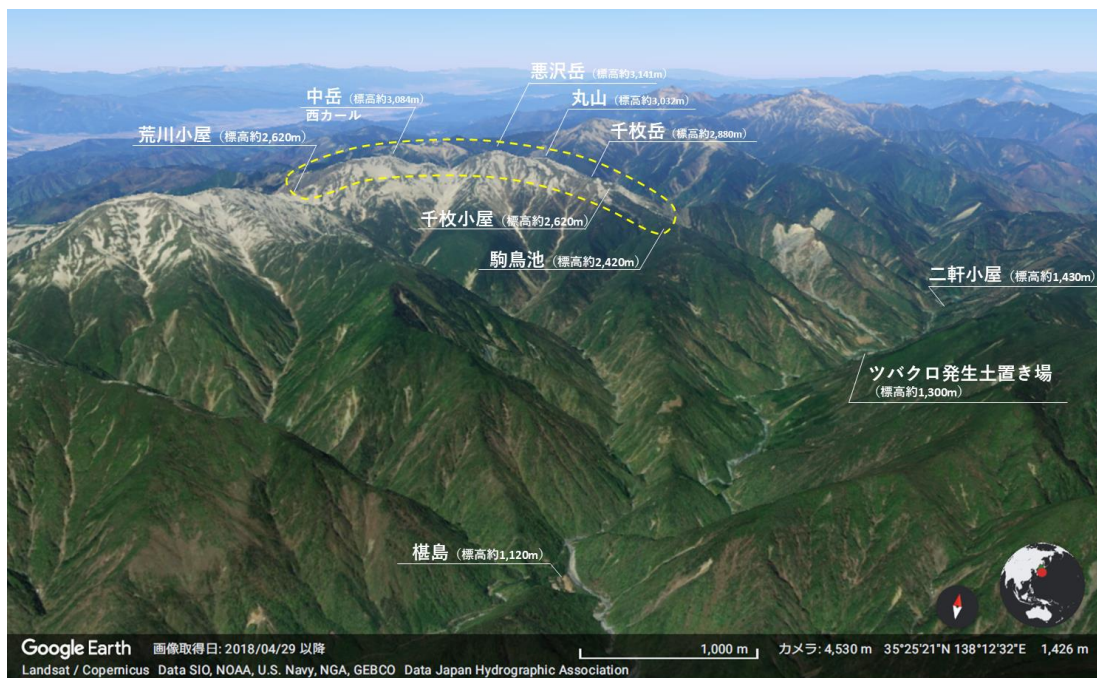 悪沢岳（標高約3,141m）
中岳（標高約3,084m）
西カール
丸山（標高約3,032m）
荒川小屋（標高約2,620m）
千枚岳（標高約2,880m）
千枚小屋（標高約2,620m）
駒鳥池（標高約2,420m）
二軒小屋（標高約1,430m）
ツバクロ発生土置き場
（標高約1,300m）
椹島（標高約1,120m）
Google Earth 画像取得日: 2018/04/29 以降 1,000 m カメラ: 4,530 m 35°25'21"N 138°12'32"E 1,426 m
Landsat / Copernicus Data SIO, NOAA, U.S. Navy, NGA, GEBCO Data Japan Hydrographic Association